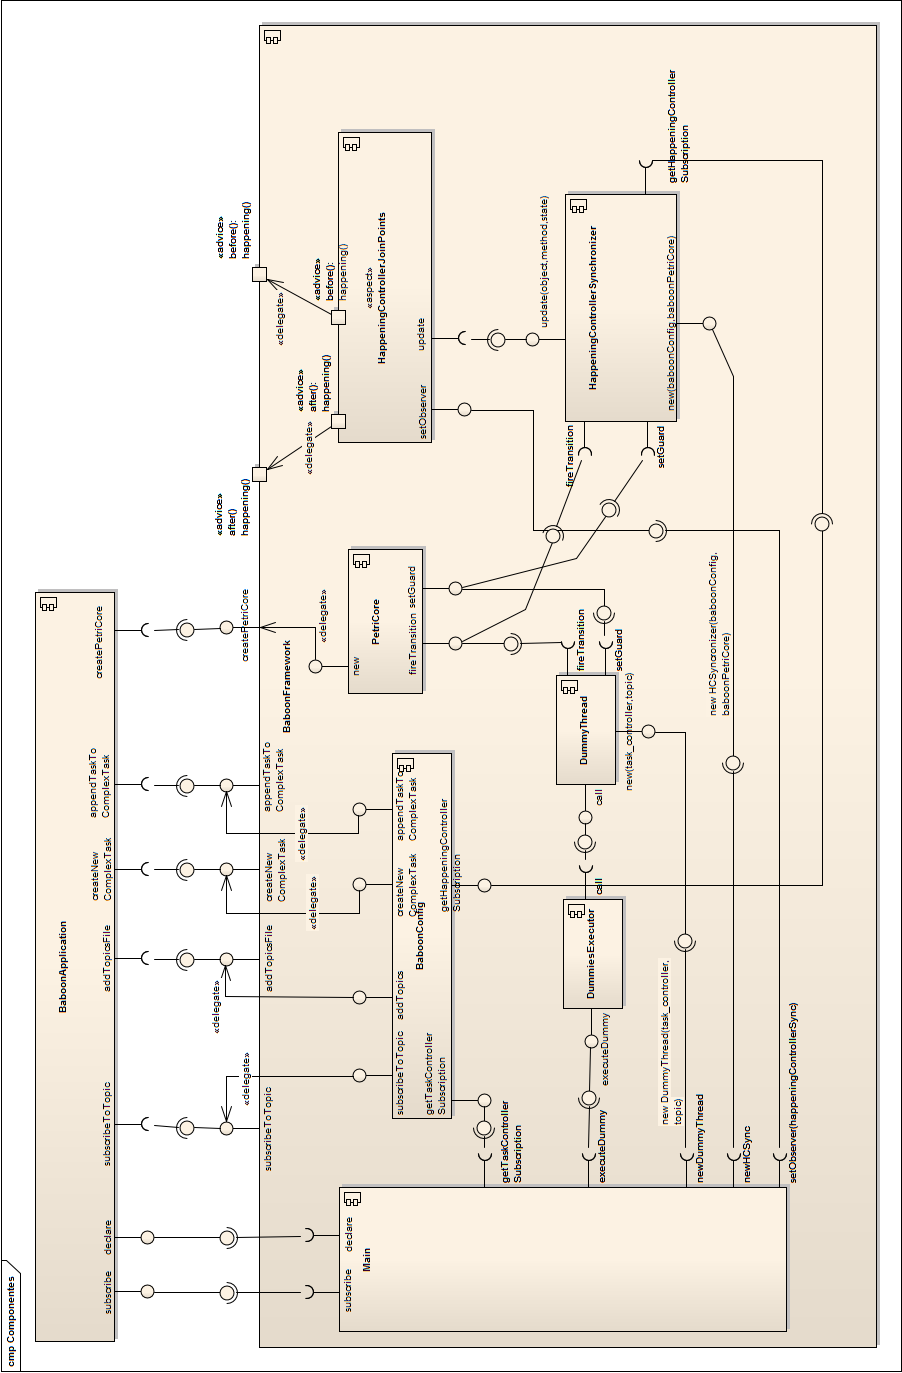 cmp Componentes
BaboonApplication
subscribe
declare
subscribeToTopic
addTopicsFile
createNew
ComplexTask
appendTaskTo
ComplexTask
createPetriCore
BaboonFramework
subscribeToTopic
addTopicsFile
createNew
ComplexTask
appendTaskTo
ComplexTask
createPetriCore
«delegate»
«delegate»
«delegate»
«delegate»
«delegate»
«advice»
after()
happening()
«advice»
before():
happening()
«delegate»
«delegate»
«advice»
after():
happening()
«advice»
before():
happening()
«aspect»
HappeningControllerJoinPoints
setObserver
update
PetriCore
new
fireTransition
setGuard
BaboonConfig
subscribeToTopic
addTopics
createNew
ComplexTask
appendTaskTo
ComplexTask
getTaskController
Subscription
getHappeningController
Subscription
Main
subscribe
declare
getTaskController
Subscription
executeDummy
newDummyThread
newHCSync
setObserver(happeningControllerSync)
DummiesExecutor
executeDummy
call
DummyThread
call
fireTransition
setGuard
new(task_controller,topic)
new DummyThread(task_controller,
topic)
new HCSyncronizer(baboonConfig,
baboonPetriCore)
HappeningControllerSynchronizer
update(object,method,state)
new(baboonConfig,baboonPetriCore)
fireTransition
setGuard
getHappeningController
Subscription